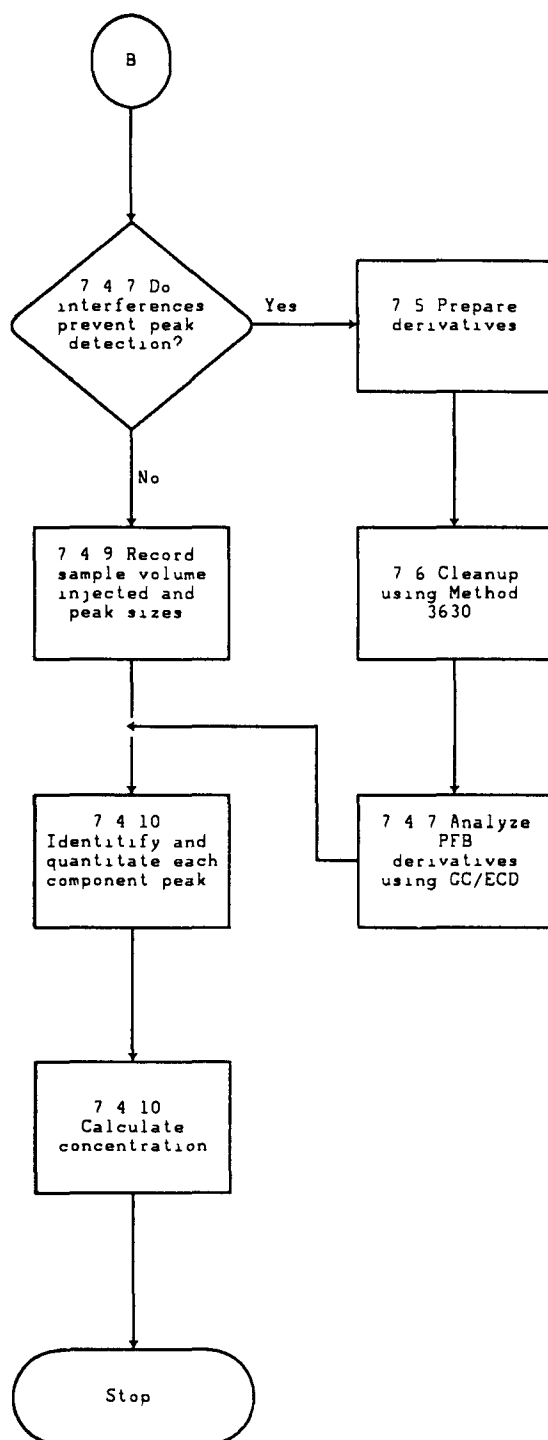 B
7 4 7 Do
interferences
prevent peak
detection?
Yes
7 5 Prepare
derivatives
No
7 4 9 Record
sample volume
injected and
peak sizes
7 6 Cleanup
using Method
3630
7 4 10
Identitify and
quantitate each
component peak
7 4 7 Analyze
PFB
derivatives
using GC/ECD
7 4 10
Calculate
concentration
Stop